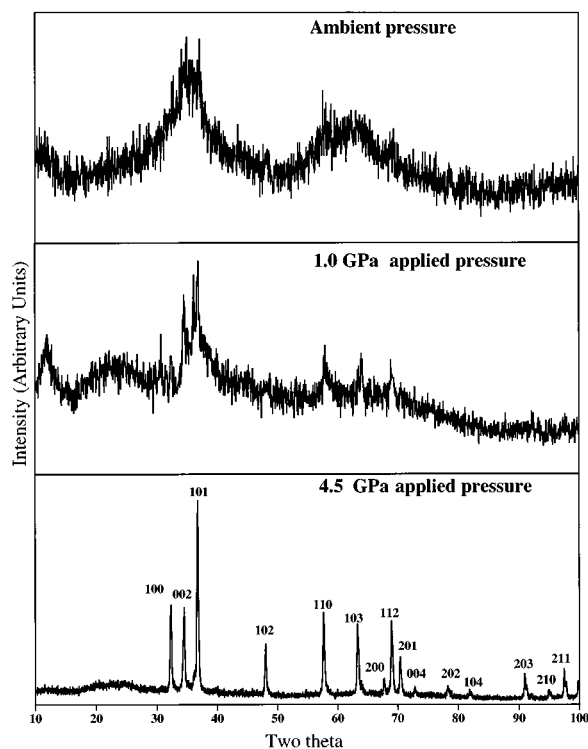 Ambient pressure
1.0 GPa applied pressure
4.5 GPa applied pressure
Intensity (Arbitrary Units)
101
100
002
102
110
103
112
200
201
004
202
104
203
210
211
10 20 30 40 50 60 70 80 90 100
Two theta